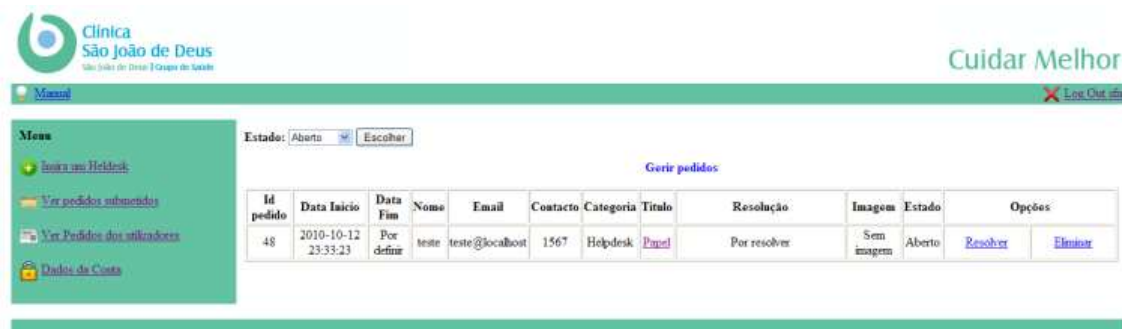 Clínica
São João de Deus
São João de Deus | Grupo de Saúde
Cuidar Melhor
Manual
Log Out
Menu
Insira um Heldesk
Ver pedidos submetidos
Ver Pedidos dos utilizadores
Dados da Conta
Estado: Aberto Escolher
Gerir pedidos
Id pedido Data Inicio Data Fim Nome Email Contacto Categoria Titulo Resolução Imagem Estado Opções
48 2010-10-12 23:33:23 Por definir teste teste@localhost 1567 Helpdesk Papel Por resolver Sem imagem Aberto Resolver Eliminar